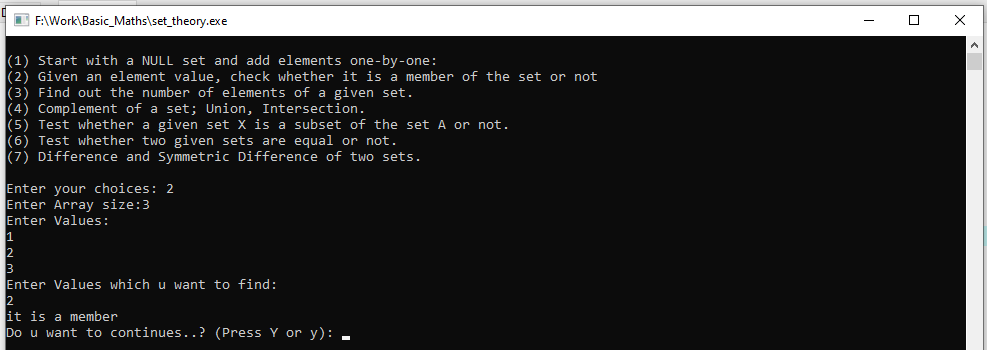 F:\Work\Basic_Maths\set_theory.exe
(1) Start with a NULL set and add elements one-by-one:
(2) Given an element value, check whether it is a member of the set or not
(3) Find out the number of elements of a given set.
(4) Complement of a set; Union, Intersection.
(5) Test whether a given set X is a subset of the set A or not.
(6) Test whether two given sets are equal or not.
(7) Difference and Symmetric Difference of two sets.
Enter your choices: 2
Enter Array size:3
Enter Values:
1
2
3
Enter Values which u want to find:
2
it is a member
Do u want to continues..? (Press Y or y):